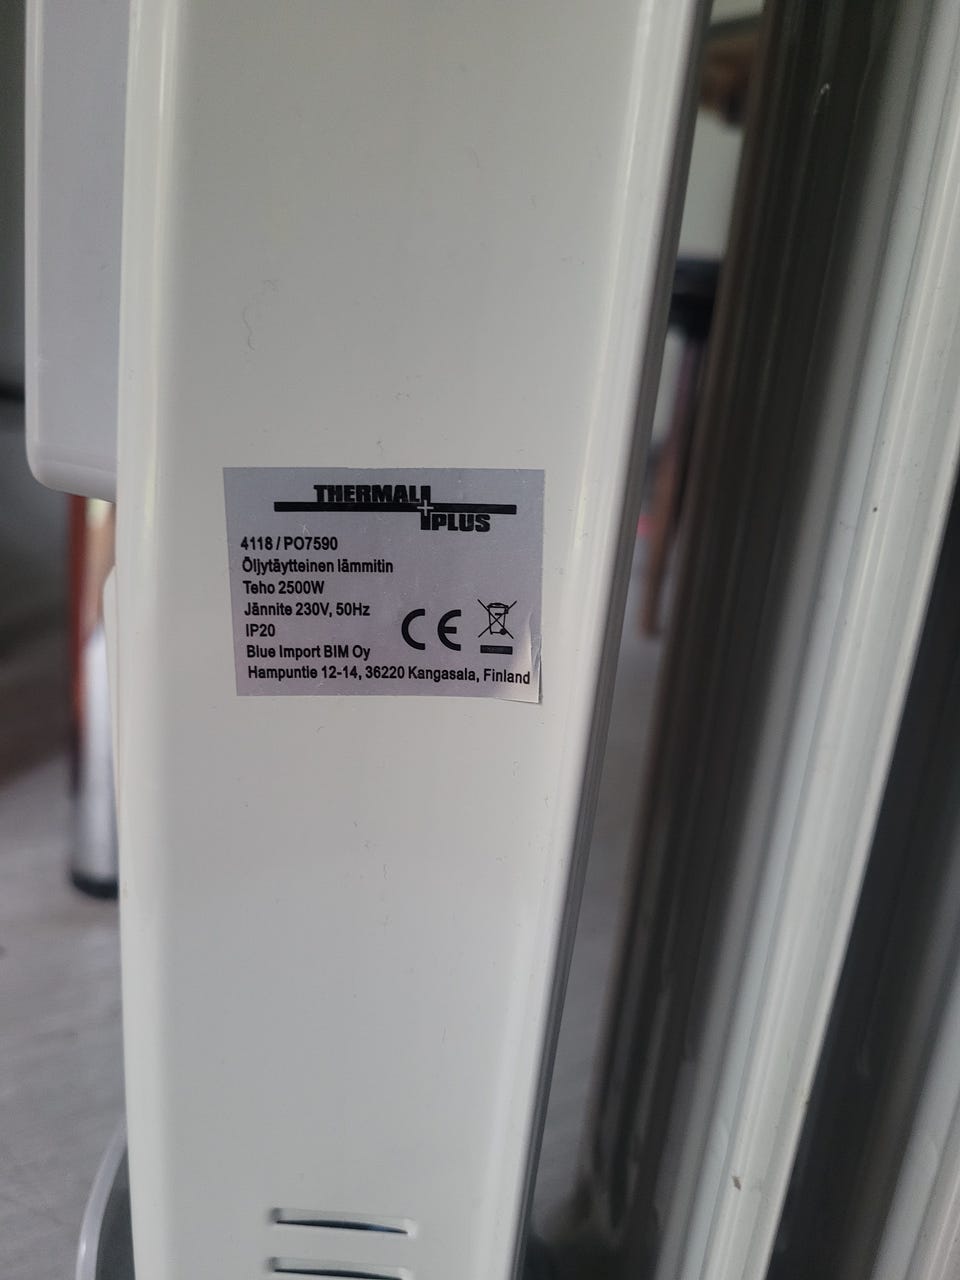 THERMAL
PLUS
4118 / PO7590
Öljytäytteinen lämmitin
Teho 2500W
Jännite 230V, 50Hz
IP20
Blue Import BIM Oy
Hampuntie 12-14, 36220 Kangasala, Finland
CE